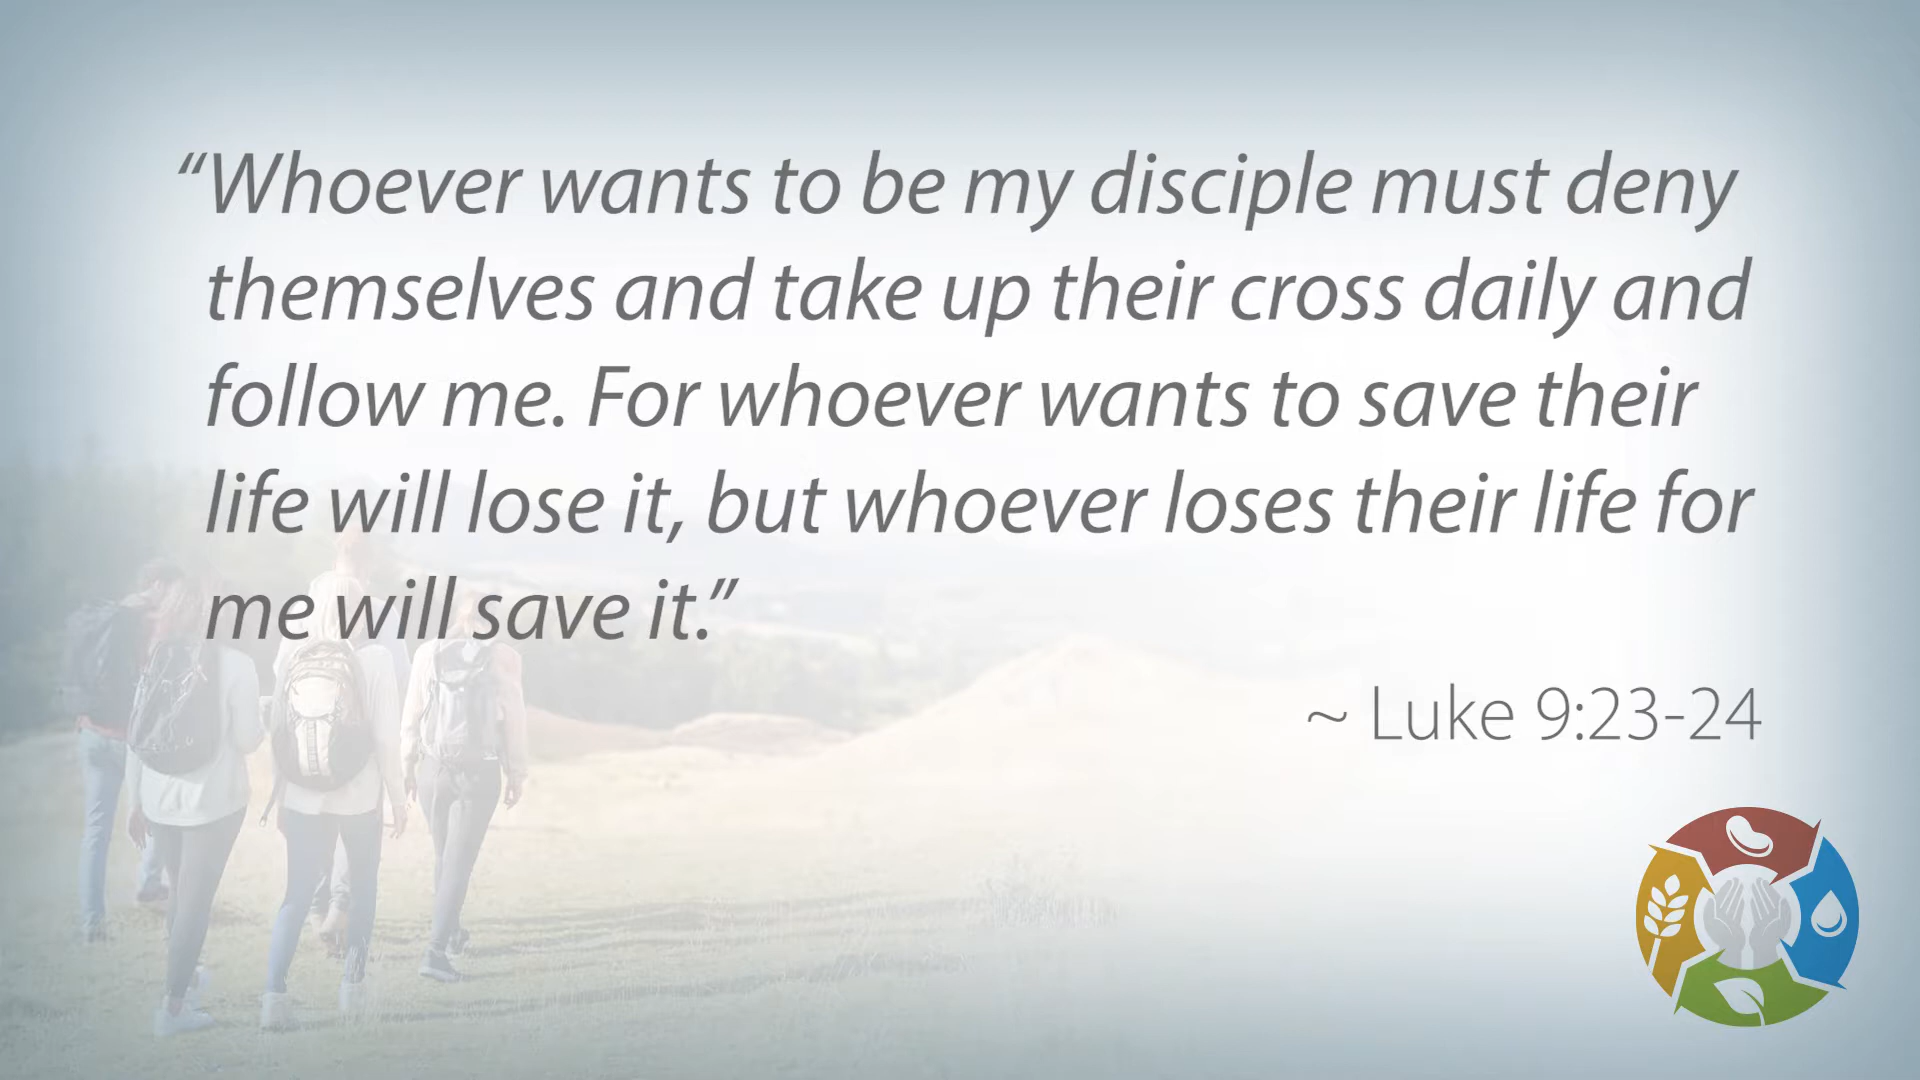 “Whoever wants to be my disciple must deny
themselves and take up their cross daily and
follow me. For whoever wants to save their
life will lose it, but whoever loses their life for
me will save it.”
~ Luke 9:23-24